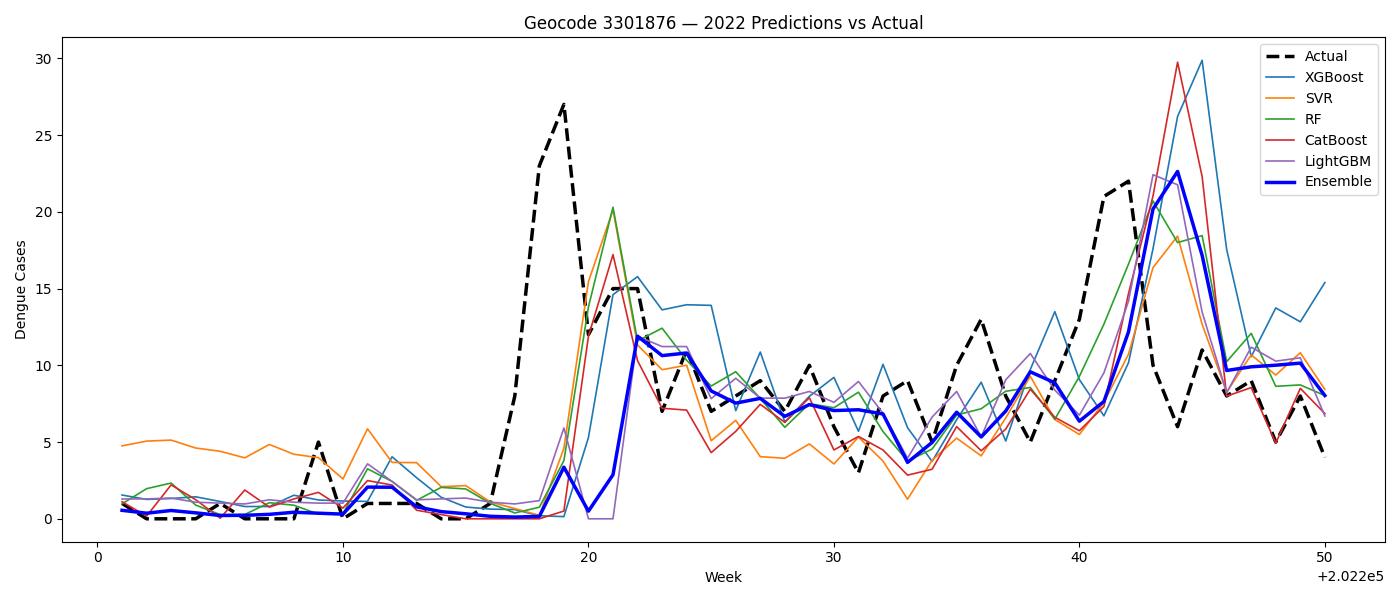 Geocode 3301876 — 2022 Predictions vs Actual
30
25
20
15
10
5
0
Dengue Cases
0 10 20 30 40 50
+2.022e5
Week
Actual
XGBoost
SVR
RF
CatBoost
LightGBM
Ensemble